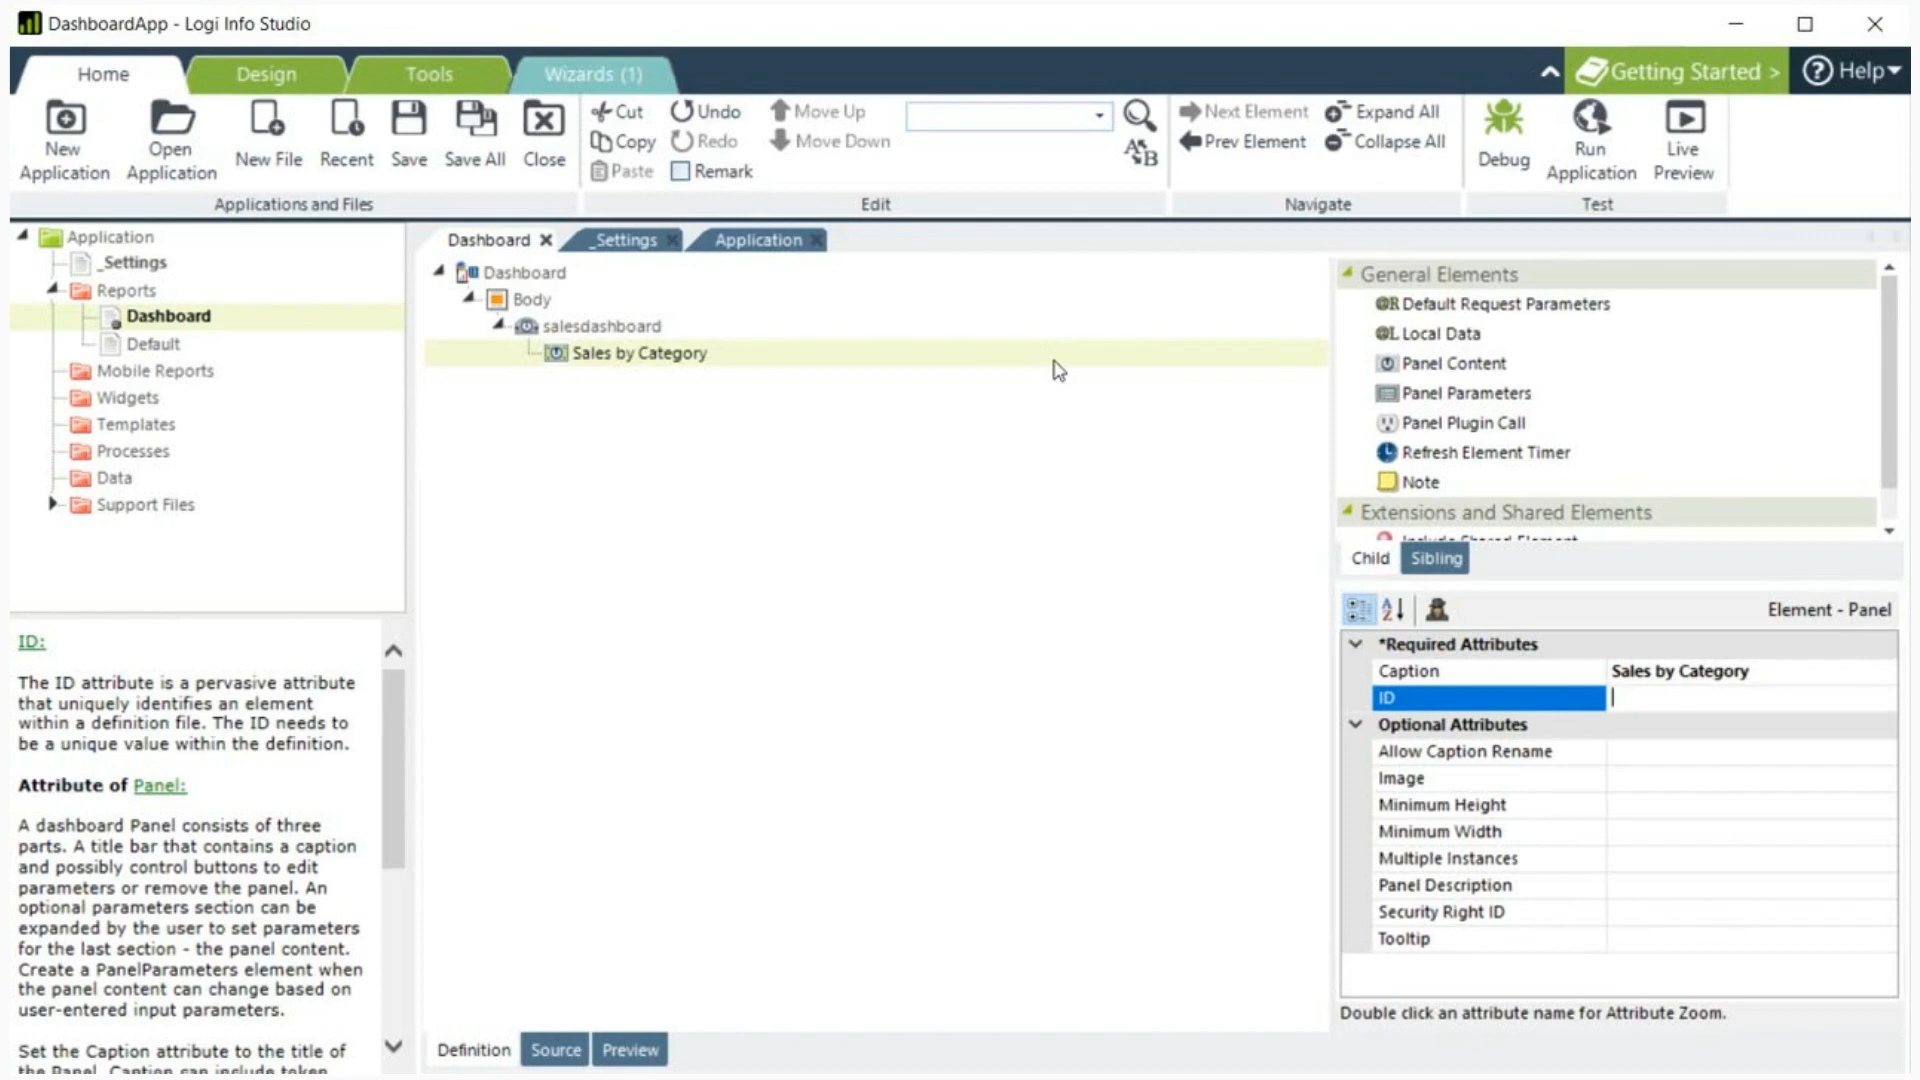 DashboardApp - Logi Info Studio
Home
Design
Tools
Wizards (1)
Getting Started >
Help
New Application
Open Application
New File
Recent
Save
Save All
Close
Applications and Files
Cut
Copy
Paste
Undo
Redo
Remark
Move Up
Move Down
Edit
Next Element
Prev Element
Expand All
Collapse All
Navigate
Debug
Run Application
Live Preview
Test
Application
_Settings
Reports
Dashboard
Default
Mobile Reports
Widgets
Templates
Processes
Data
Support Files
ID:
The ID attribute is a pervasive attribute
that uniquely identifies an element
within a definition file. The ID needs to
be a unique value within the definition.
Attribute of Panel:
A dashboard Panel consists of three
parts. A title bar that contains a caption
and possibly control buttons to edit
parameters or remove the panel. An
optional parameters section can be
expanded by the user to set parameters
for the last section - the panel content.
Create a PanelParameters element when
the panel content can change based on
user-entered input parameters.
Set the Caption attribute to the title of
the Panel. Caption can include token
Dashboard
_Settings
Application
Dashboard
Body
salesdashboard
Sales by Category
Definition
Source
Preview
General Elements
@R Default Request Parameters
@L Local Data
Panel Content
Panel Parameters
Panel Plugin Call
Refresh Element Timer
Note
Extensions and Shared Elements
Include Shared Element
Child
Sibling
Element - Panel
*Required Attributes
Caption Sales by Category
ID
Optional Attributes
Allow Caption Rename
Image
Minimum Height
Minimum Width
Multiple Instances
Panel Description
Security Right ID
Tooltip
Double click an attribute name for Attribute Zoom.